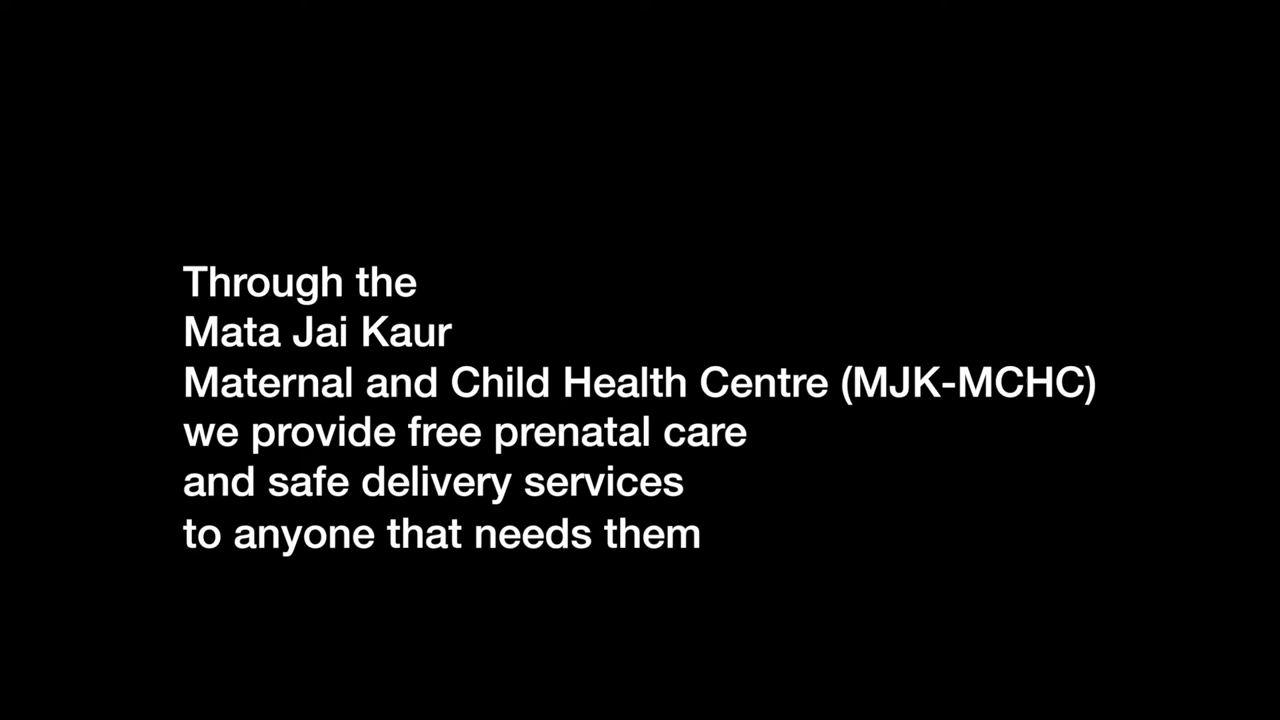 Through the
Mata Jai Kaur
Maternal and Child Health Centre (MJK-MCHC)
we provide free prenatal care
and safe delivery services
to anyone that needs them